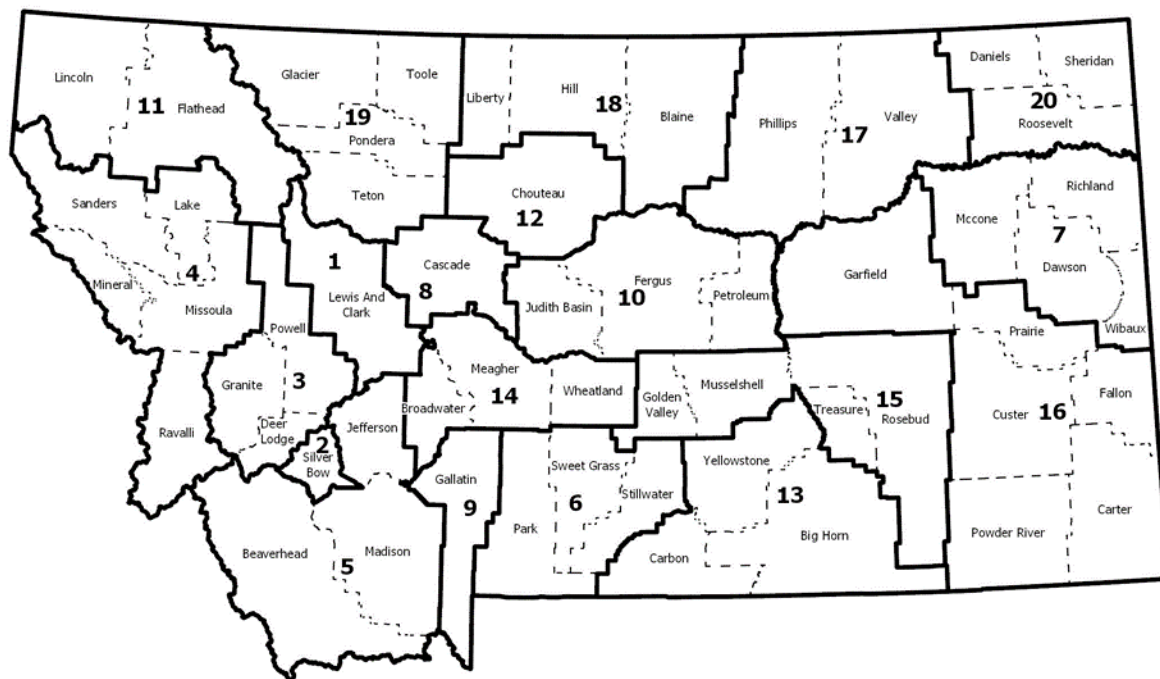 Lincoln
11
Flathead
Glacier
Toole
19
Pondera
Teton
Liberty
Hill
18
Blaine
Phillips
Valley
17
Daniels
Sheridan
20
Roosevelt
Sanders
Lake
4
Mineral
Missoula
Ravalli
Chouteau
12
Mccone
Richland
7
Dawson
Wibaux
1
Lewis And
Clark
Cascade
8
Judith Basin
Fergus
10
Petroleum
Garfield
Prairie
Powell
Granite
3
Deer
Lodge
2
Silver
Bow
Jefferson
Broadwater
Meagher
14
Wheatland
Golden
Valley
Musselshell
Treasure
15
Rosebud
Custer
16
Fallon
Beaverhead
5
Madison
Gallatin
9
Park
Sweet Grass
6
Stillwater
Yellowstone
13
Carbon
Big Horn
Powder River
Carter